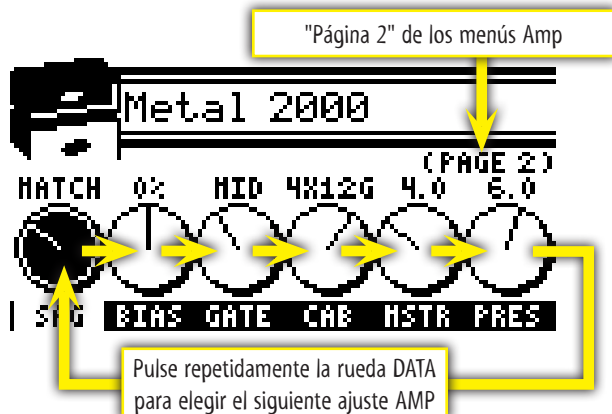 "Página 2" de los menús Amp
Metal 2000
(PAGE 2)
MATCH 0% MID 4X12G 4.0 6.0
SAG BIAS GATE CAB MSTR PRES
Pulse repetidamente la rueda DATA
para elegir el siguiente ajuste AMP